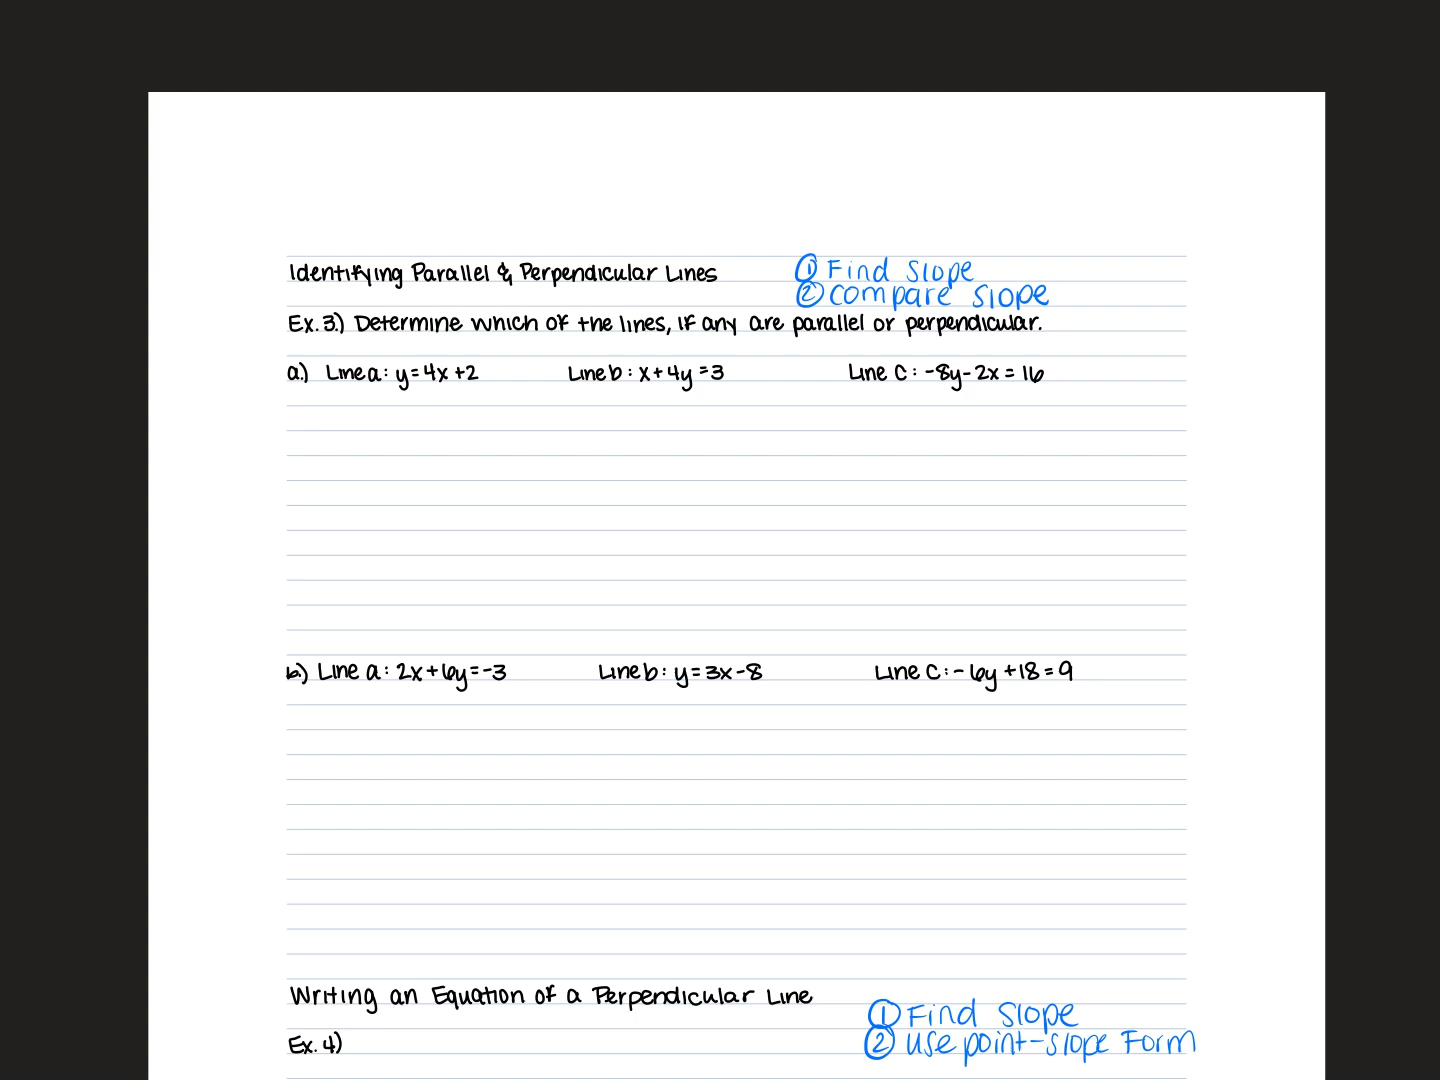 Identifying Parallel & Perpendicular Lines
① Find Slope
② Compare Slope
Ex. 3.) Determine which of the lines, if any are parallel or perpendicular.
a.) Line a: y = 4x + 2 Line b: x + 4y = 3 Line C: -8y - 2x = 16
b.) Line a: 2x + 6y = -3 Line b: y = 3x - 8 Line C: -6y + 18 = 9
Writing an Equation of a Perpendicular Line
① Find Slope
Ex. 4)
② Use point-slope Form